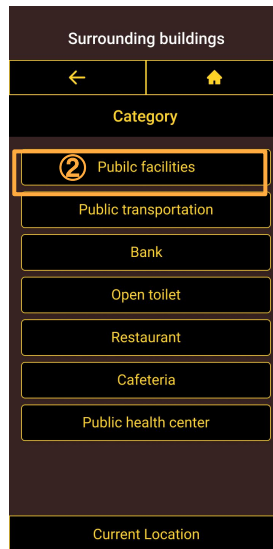 Surrounding buildings
Category
② Pubilc facilities
Public transportation
Bank
Open toilet
Restaurant
Cafeteria
Public health center
Current Location